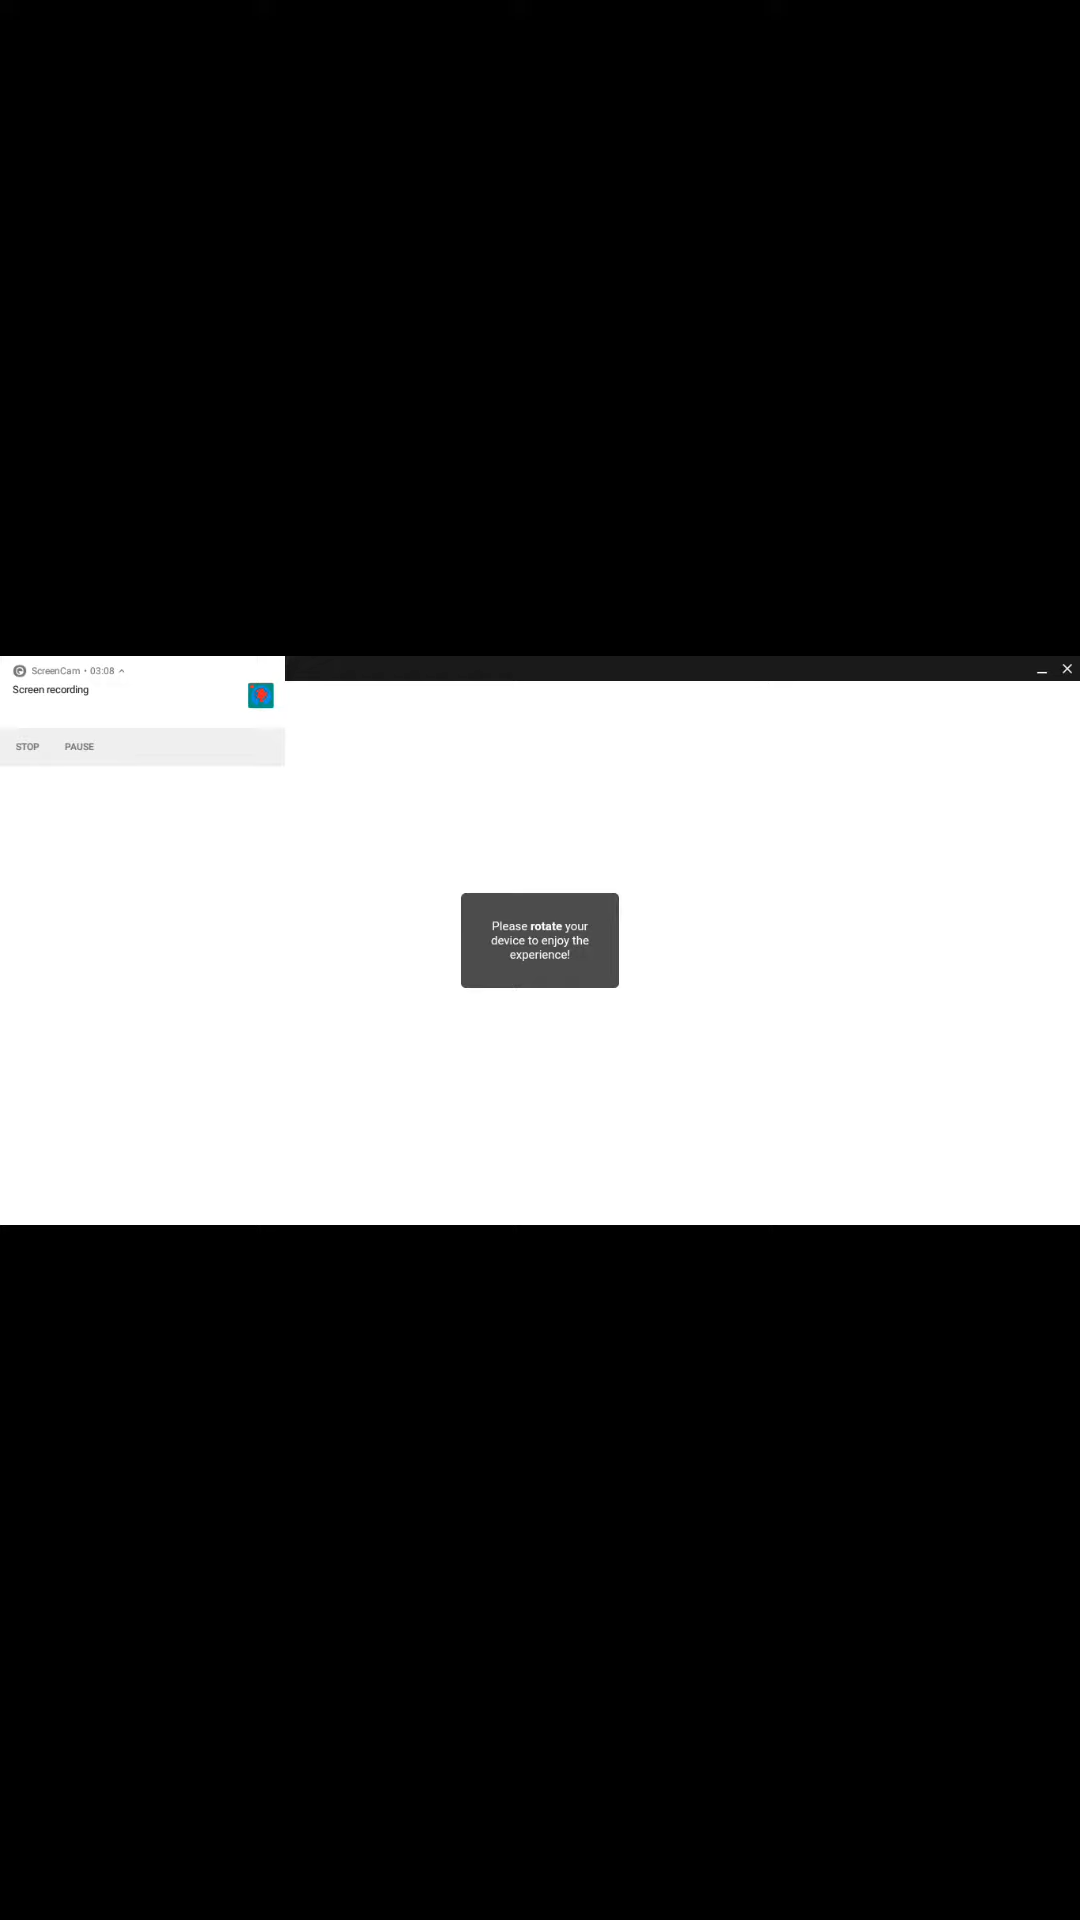 ScreenCam • 03:08
Screen recording
STOP PAUSE
Please rotate your
device to enjoy the
experience!